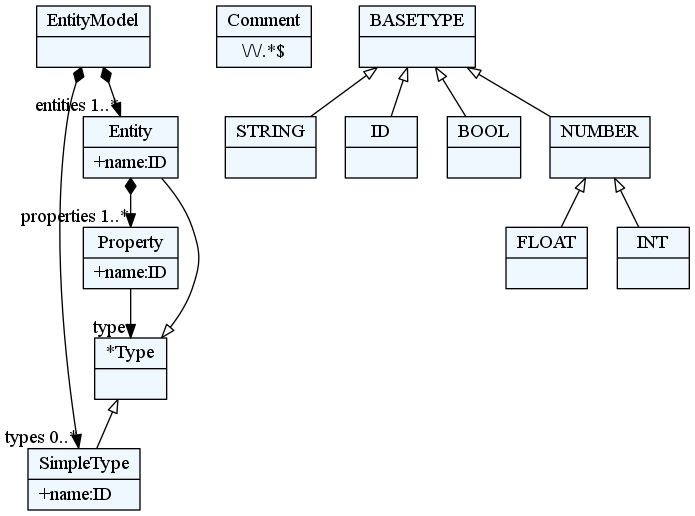 EntityModel
Comment
\/\/.*$
BASETYPE
entities 1..*
Entity
+name:ID
STRING
ID
BOOL
NUMBER
properties 1..*
Property
+name:ID
FLOAT
INT
type
*Type
types 0..*
SimpleType
+name:ID